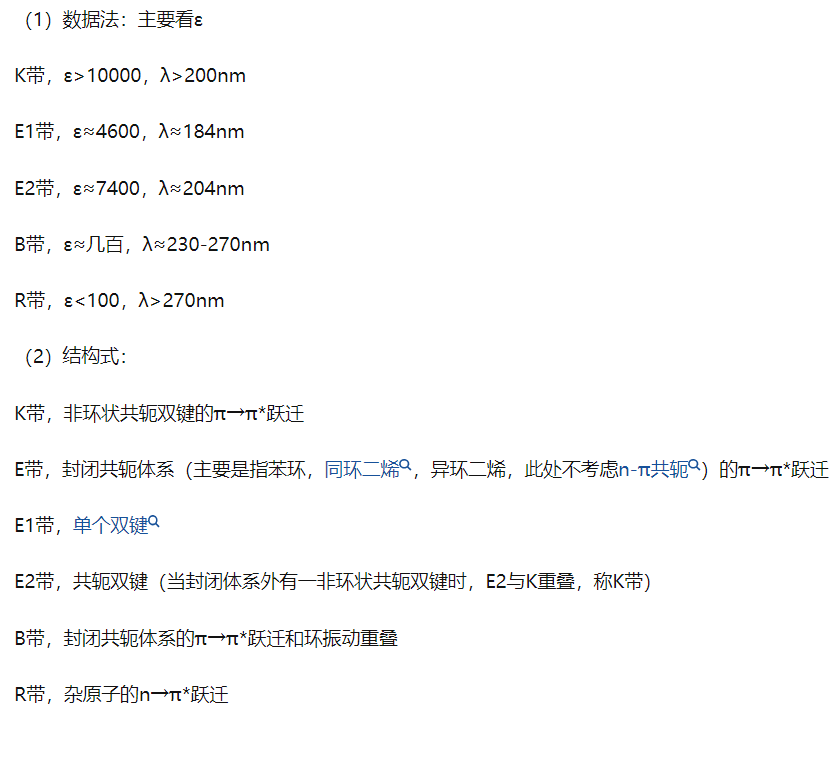 （1）数据法：主要看ε
K带，ε>10000，λ>200nm
E1带，ε≈4600，λ≈184nm
E2带，ε≈7400，λ≈204nm
B带，ε≈几百，λ≈230-270nm
R带，ε<100，λ>270nm
（2）结构式：
K带，非环状共轭双键的π→π*跃迁
E带，封闭共轭体系（主要是指苯环，同环二烯，异环二烯，此处不考虑n-π共轭）的π→π*跃迁
E1带，单个双键
E2带，共轭双键（当封闭体系外有一非环状共轭双键时，E2与K重叠，称K带）
B带，封闭共轭体系的π→π*跃迁和环振动重叠
R带，杂原子的n→π*跃迁